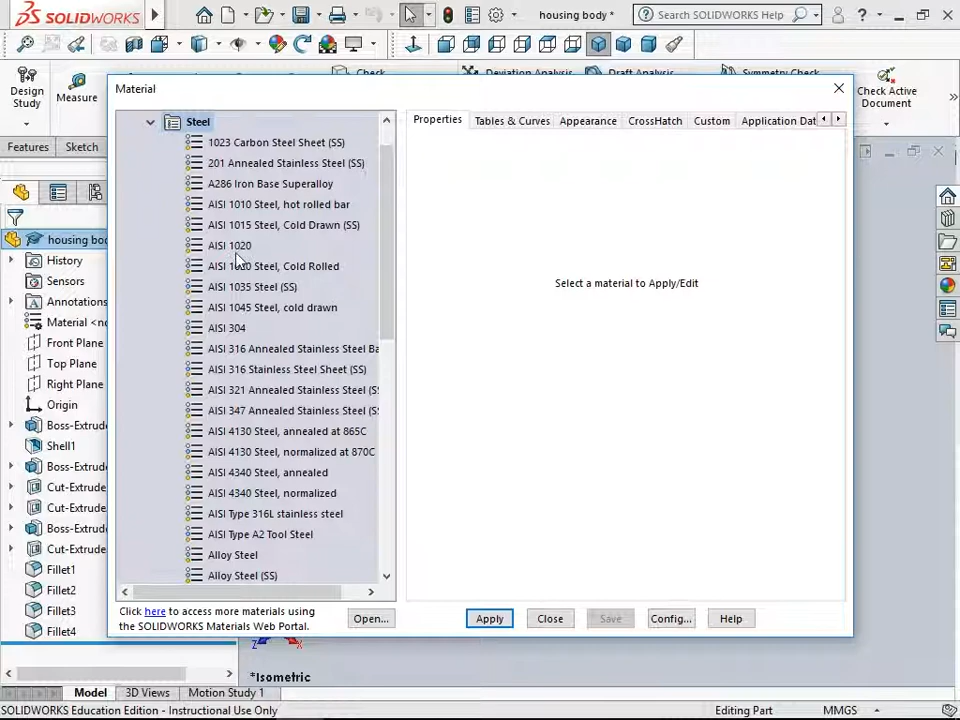 SOLIDWORKS
housing body *
Search SOLIDWORKS Help
Design
Study
Measure
Check
Deviation Analysis
Draft Analysis
Symmetry Check
Check Active
Document
Features
Sketch
Material
Steel
1023 Carbon Steel Sheet (SS)
201 Annealed Stainless Steel (SS)
A286 Iron Base Superalloy
AISI 1010 Steel, hot rolled bar
AISI 1015 Steel, Cold Drawn (SS)
AISI 1020
AISI 1020 Steel, Cold Rolled
AISI 1035 Steel (SS)
AISI 1045 Steel, cold drawn
AISI 304
AISI 316 Annealed Stainless Steel Ba
AISI 316 Stainless Steel Sheet (SS)
AISI 321 Annealed Stainless Steel (S
AISI 347 Annealed Stainless Steel (S
AISI 4130 Steel, annealed at 865C
AISI 4130 Steel, normalized at 870C
AISI 4340 Steel, annealed
AISI 4340 Steel, normalized
AISI Type 316L stainless steel
AISI Type A2 Tool Steel
Alloy Steel
Alloy Steel (SS)
Click here to access more materials using
the SOLIDWORKS Materials Web Portal.
Open...
Properties
Tables & Curves
Appearance
CrossHatch
Custom
Application Dat
Select a material to Apply/Edit
Apply
Close
Save
Config...
Help
housing bod
History
Sensors
Annotations
Material <n
Front Plane
Top Plane
Right Plane
Origin
Boss-Extrud
Shell1
Boss-Extrud
Cut-Extrude
Cut-Extrude
Boss-Extrud
Cut-Extrude
Fillet1
Fillet2
Fillet3
Fillet4
Z
X
*Isometric
Model
3D Views
Motion Study 1
SOLIDWORKS Education Edition - Instructional Use Only
Editing Part
MMGS